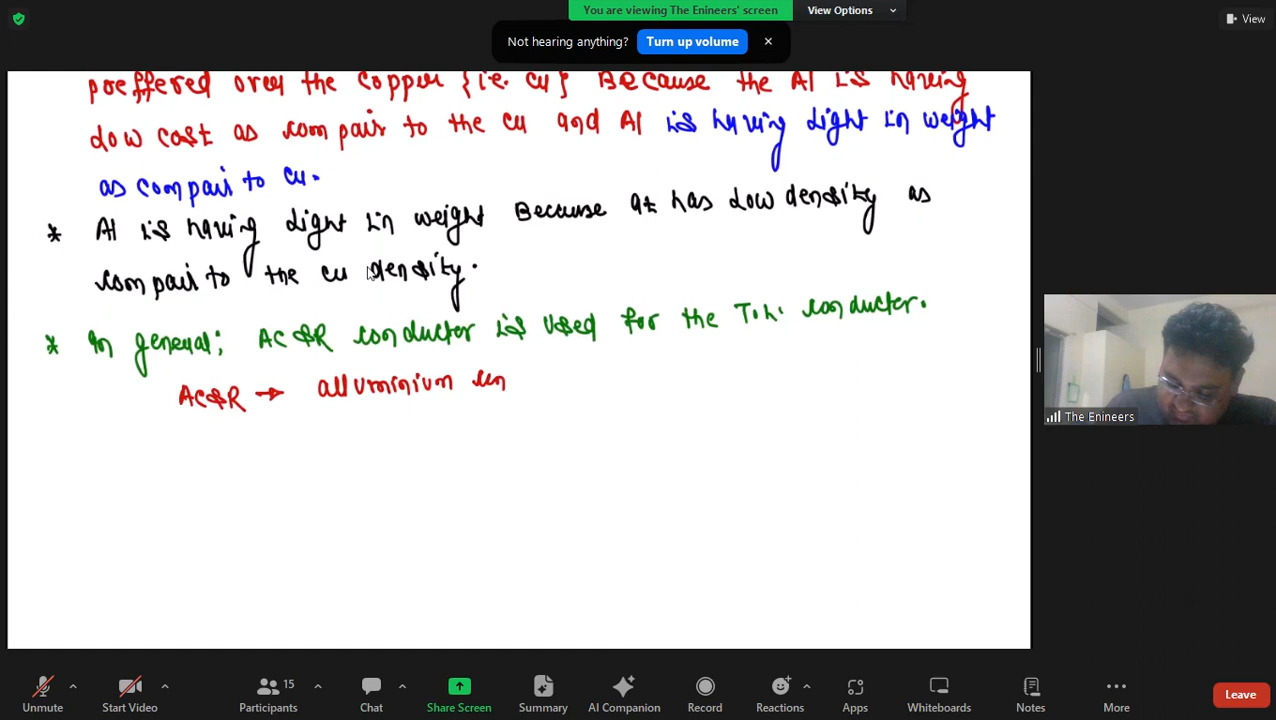 You are viewing The Enineers' screen
View Options
View
Not hearing anything? Turn up volume
preffered over the copper {i.e. Cu} Because the Al is having
Low cost as compair to the Cu and Al is having Light in weight
as compair to Cu.
* Al is having Light in weight Because at has Low density as
compair to the Cu density.
* In general; ACSR conductor is used for the T.L. conductor.
ACSR → alluminium
The Enineers
Unmute
Start Video
15
Participants
Chat
Share Screen
Summary
AI Companion
Record
Reactions
Apps
Whiteboards
Notes
More
Leave